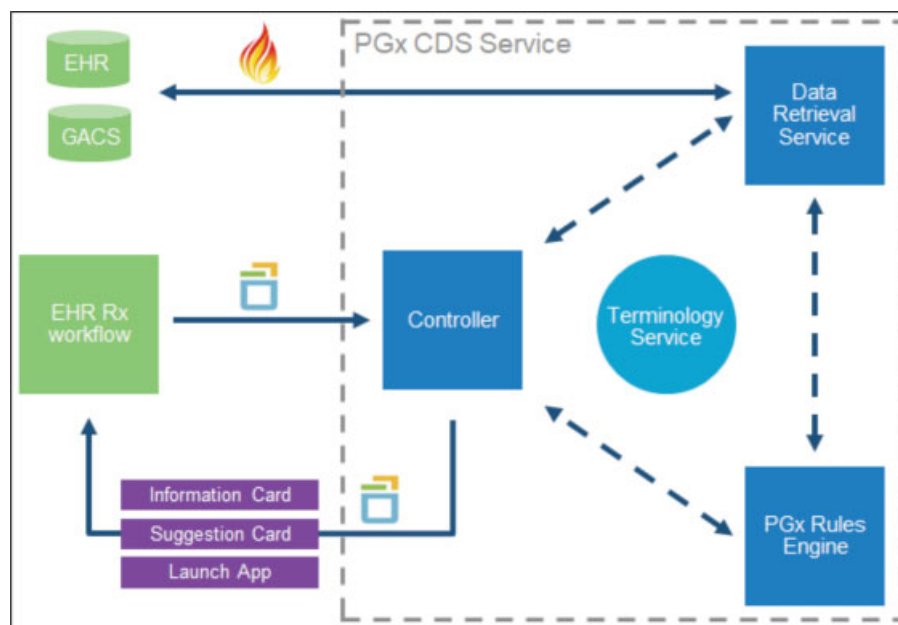 EHR
GACS
PGx CDS Service
Data
Retrieval
Service
EHR Rx
workflow
Controller
Terminology
Service
Information Card
Suggestion Card
Launch App
PGx Rules
Engine